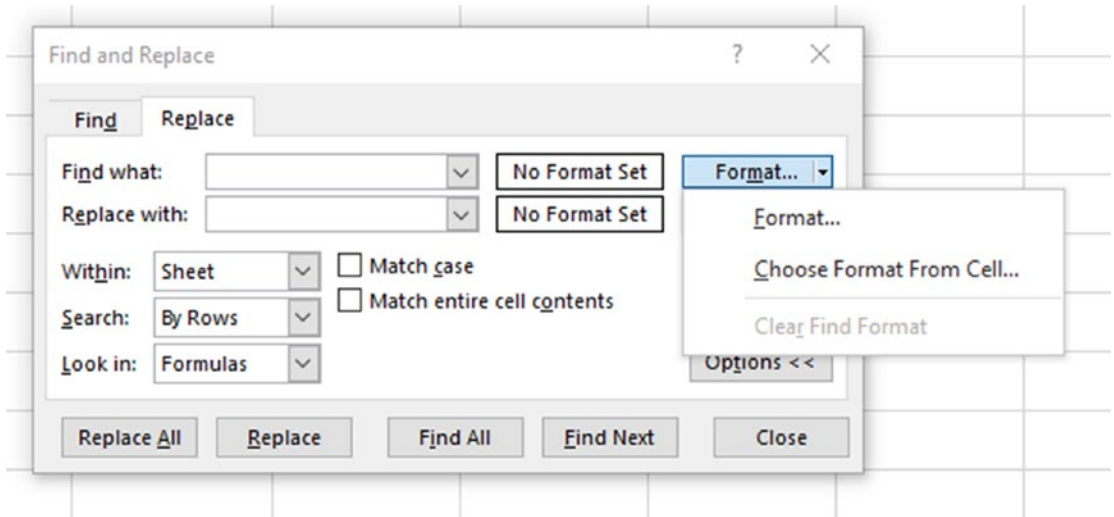 Find and Replace ?
Find Replace
Find what: No Format Set Format...
Replace with: No Format Set
Format...
Choose Format From Cell...
Clear Find Format
Within: Sheet Match case
Match entire cell contents
Search: By Rows
Look in: Formulas Options <<
Replace All Replace Find All Find Next Close